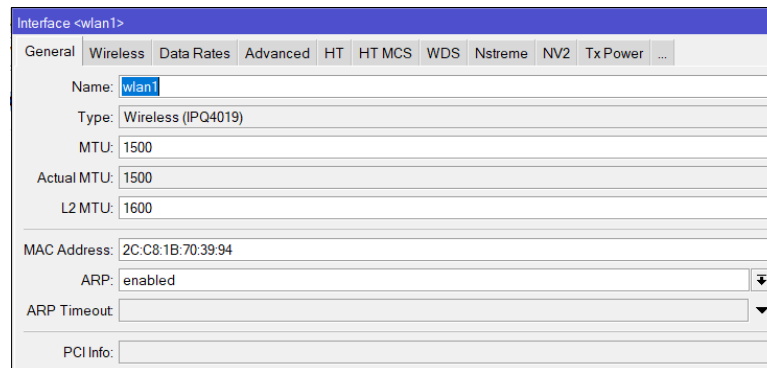 Interface <wlan1>
General Wireless Data Rates Advanced HT HT MCS WDS Nstreme NV2 Tx Power ...
Name: wlan1
Type: Wireless (IPQ4019)
MTU: 1500
Actual MTU: 1500
L2 MTU: 1600
MAC Address: 2C:C8:1B:70:39:94
ARP: enabled
ARP Timeout:
PCI Info: